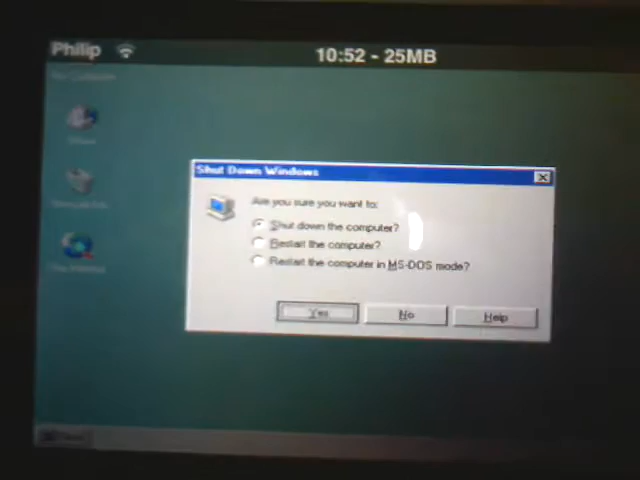 Philip
10:52 - 25MB
Shut Down Windows
Are you sure you want to:
Shut down the computer?
Restart the computer?
Restart the computer in MS-DOS mode?
Yes
No
Help